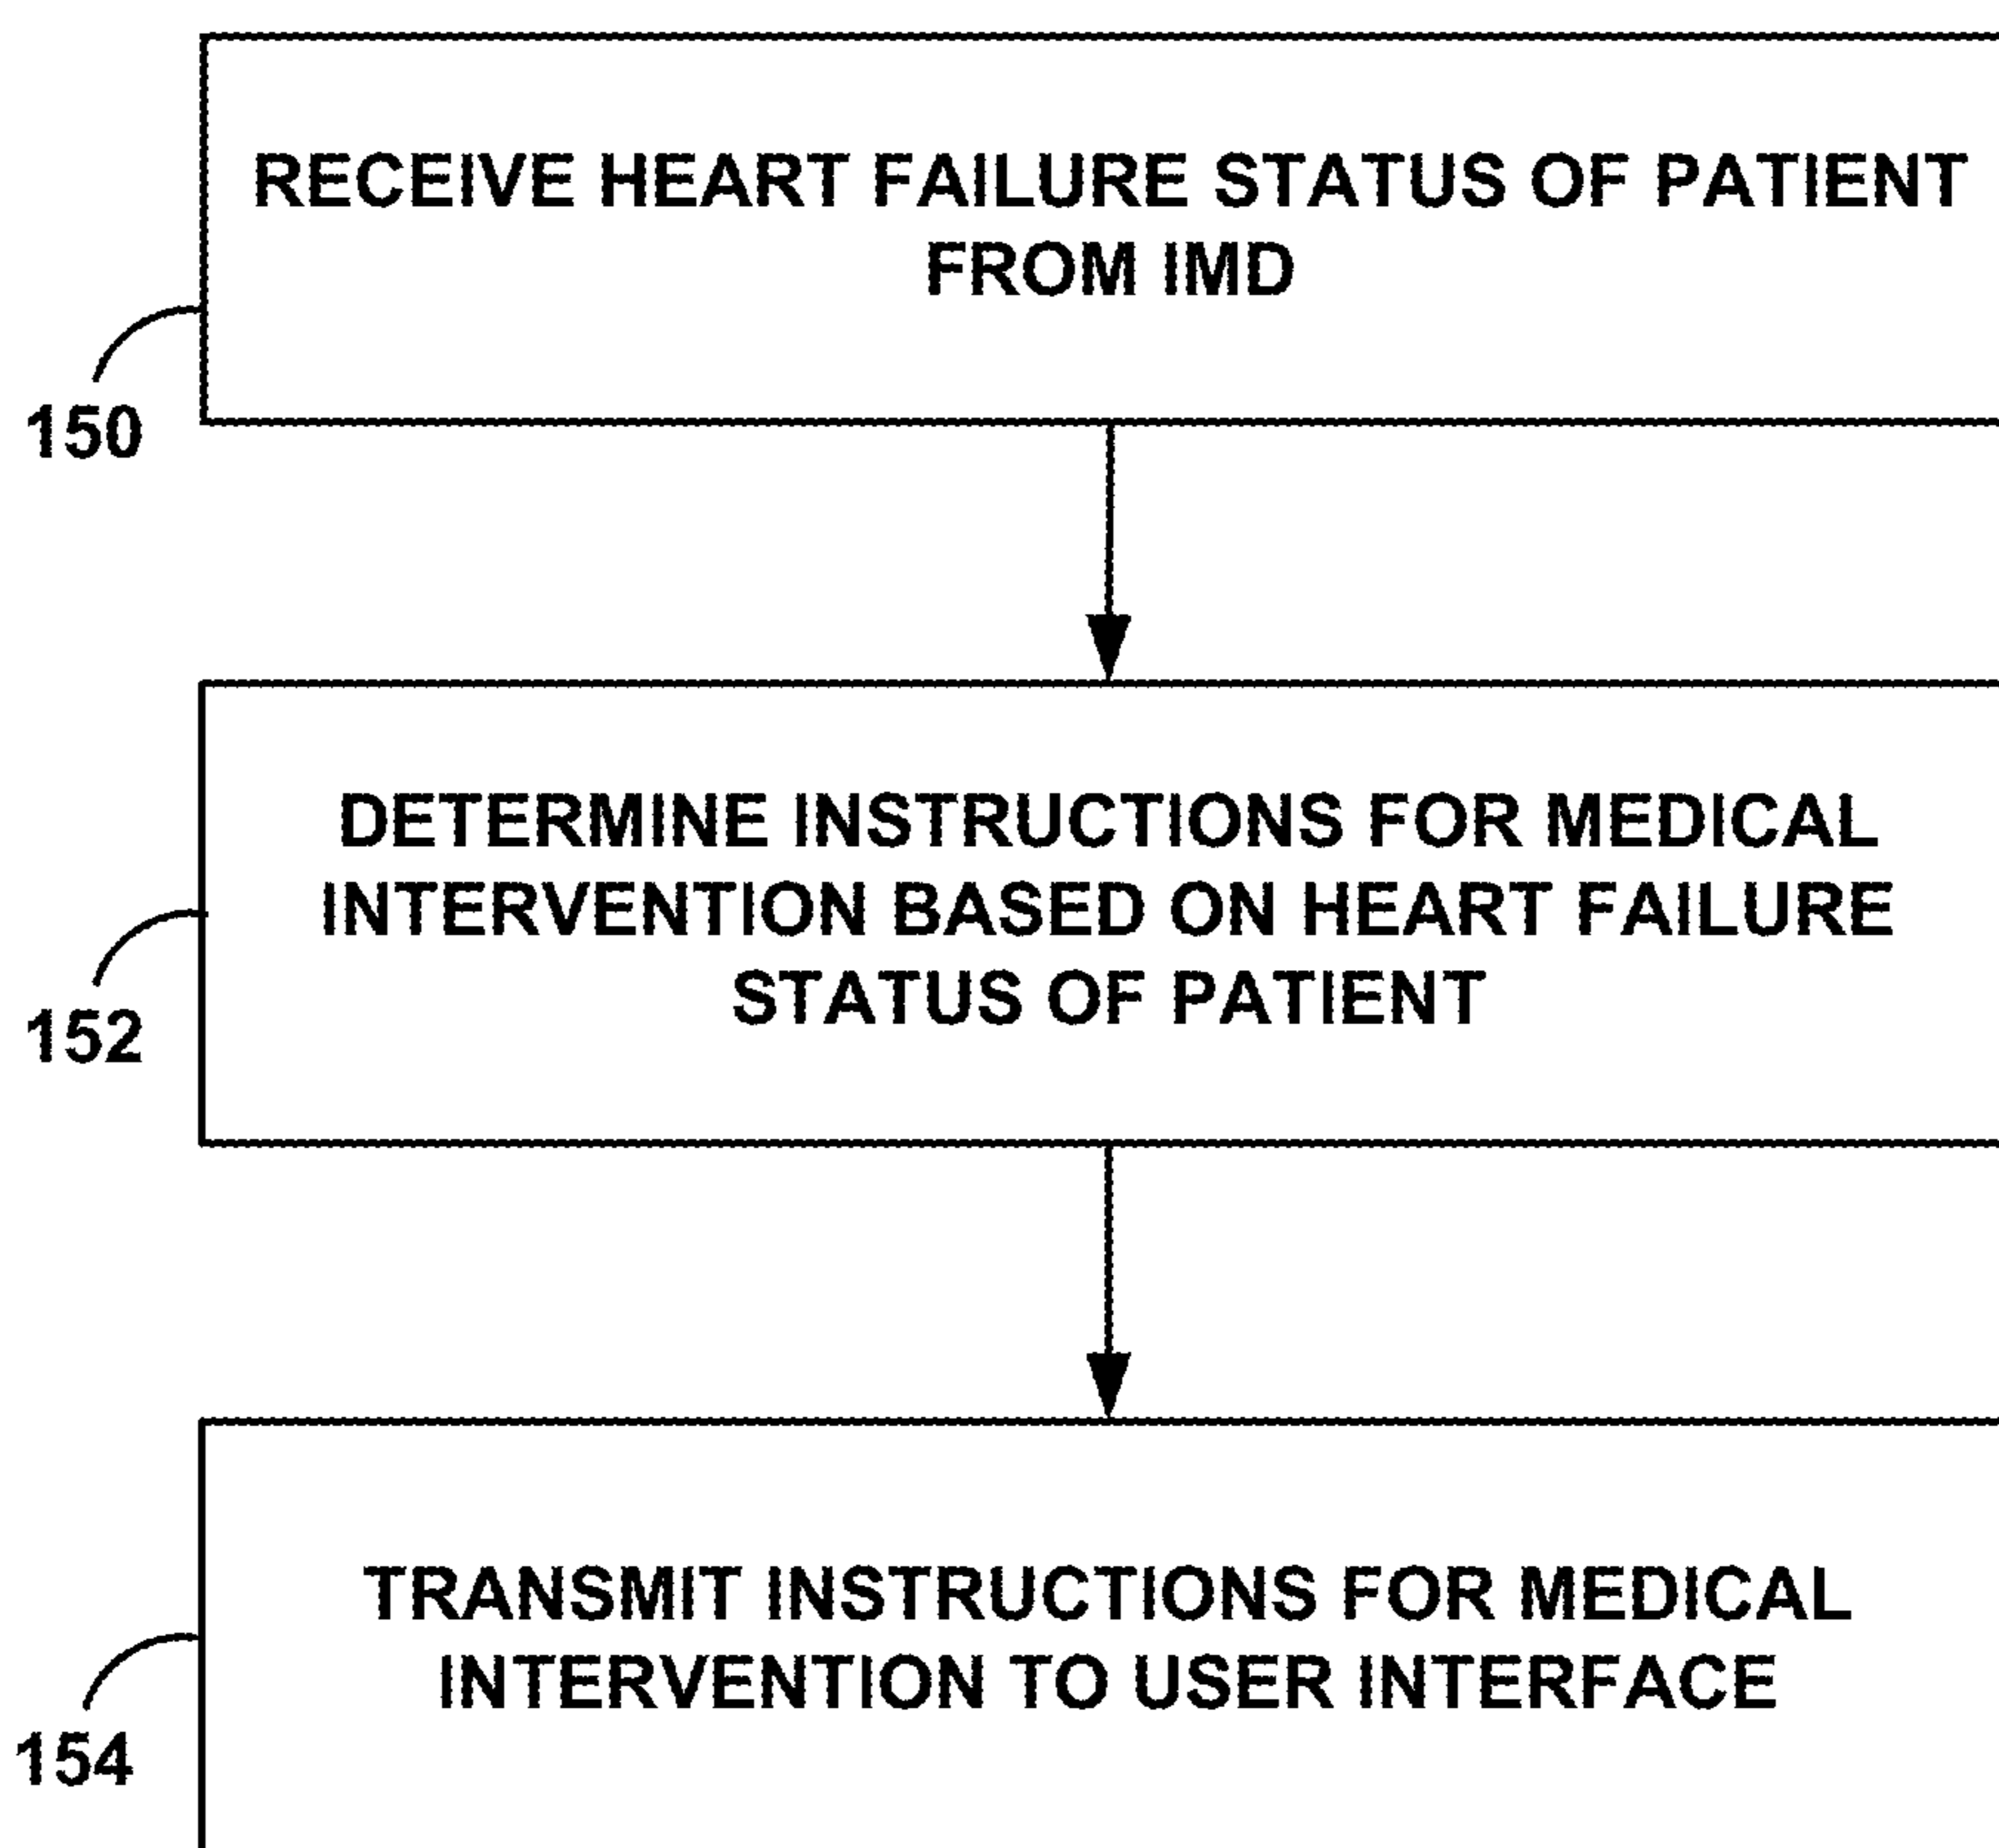 RECEIVE HEART FAILURE STATUS OF PATIENT
FROM IMD
150
DETERMINE INSTRUCTIONS FOR MEDICAL
INTERVENTION BASED ON HEART FAILURE
STATUS OF PATIENT
152
TRANSMIT INSTRUCTIONS FOR MEDICAL
INTERVENTION TO USER INTERFACE
154